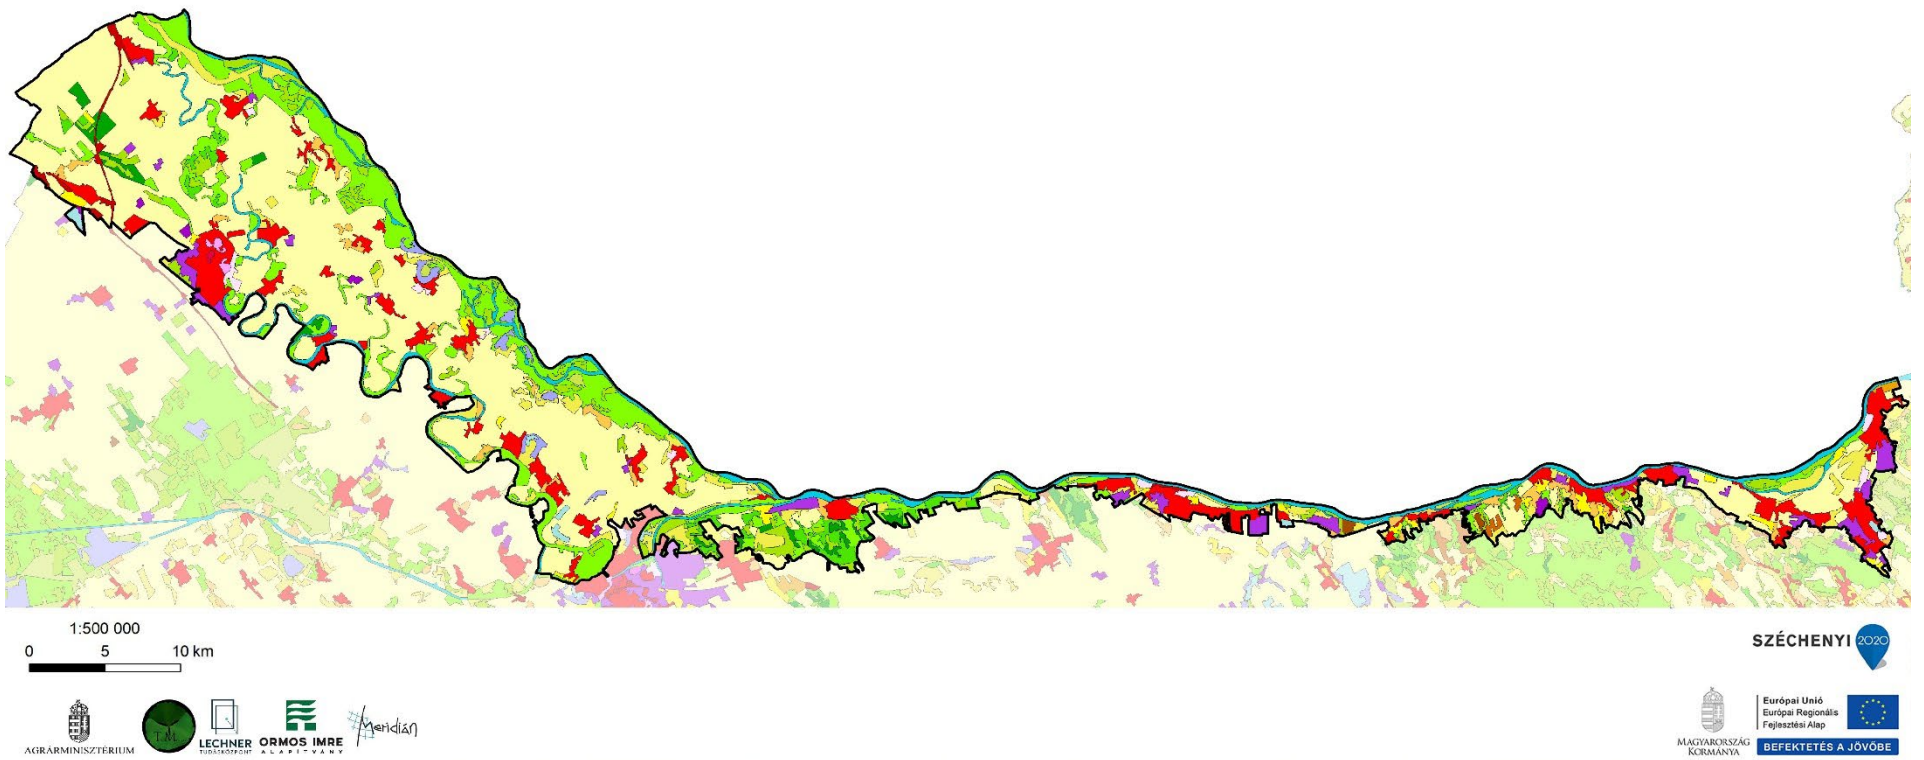 1:500 000
0 5 10 km
SZÉCHENYI 2020
AGRÁRMINISZTÉRIUM
T.M.
LECHNER
TUDÁSKÖZPONT
ORMOS IMRE
ALAPÍTVÁNY
Meridián
MAGYARORSZÁG
KORMÁNYA
Európai Unió
Európai Regionális
Fejlesztési Alap
BEFEKTETÉS A JÖVŐBE